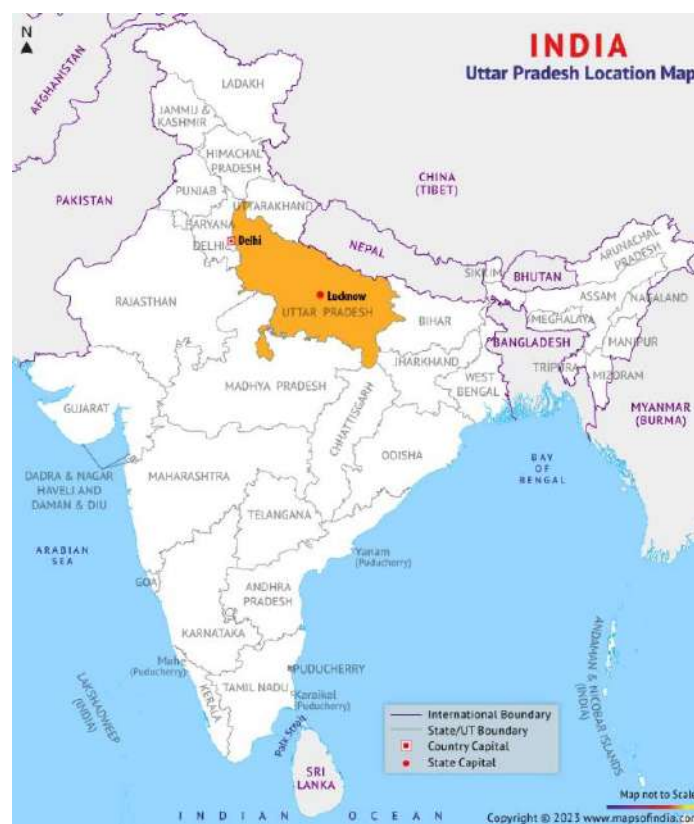 N
INDIA
Uttar Pradesh Location Map
AFGHANISTAN
LADAKH
JAMMU &
KASHMIR
HIMACHAL
PRADESH
CHINA
(TIBET)
PAKISTAN
PUNJAB
UTTARAKHAND
HARYANA
DELHI
Delhi
NEPAL
SIKKIM
BHUTAN
ARUNACHAL
PRADESH
RAJASTHAN
Lucknow
UTTAR PRADESH
BIHAR
ASSAM
NAGALAND
MEGHALAYA
MANIPUR
BANGLADESH
JHARKHAND
TRIPURA
MIZORAM
WEST
BENGAL
MADHYA PRADESH
GUJARAT
CHHATTISGARH
MYANMAR
(BURMA)
ODISHA
DADRA & NAGAR
HAVELI AND
DAMAN & DIU
MAHARASHTRA
BAY
OF
BENGAL
TELANGANA
ARABIAN
SEA
Yanam
(Puducherry)
GOA
ANDHRA
PRADESH
KARNATAKA
Mahe
(Puducherry)
PUDUCHERRY
LAKSHADWEEP
(INDIA)
KERALA
TAMIL NADU
Karaikal
(Puducherry)
ANDAMAN & NICOBAR ISLANDS
(INDIA)
Palk Strait
SRI
LANKA
International Boundary
State/UT Boundary
Country Capital
State Capital
Map not to Scale
INDIAN OCEAN
Copyright © 2023 www.mapsofindia.com